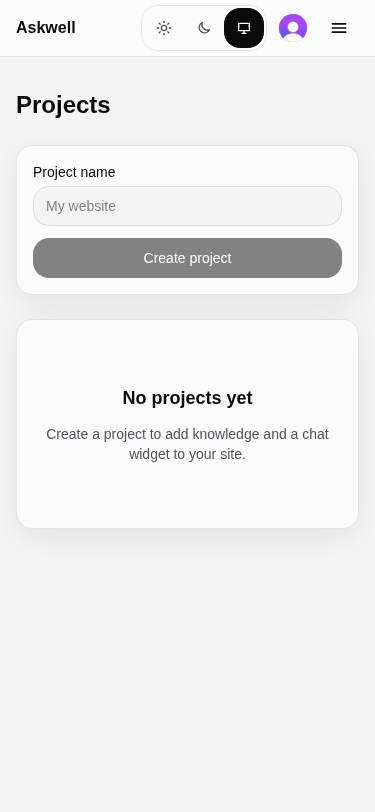 Askwell
Projects
Project name
My website
Create project
No projects yet
Create a project to add knowledge and a chat
widget to your site.